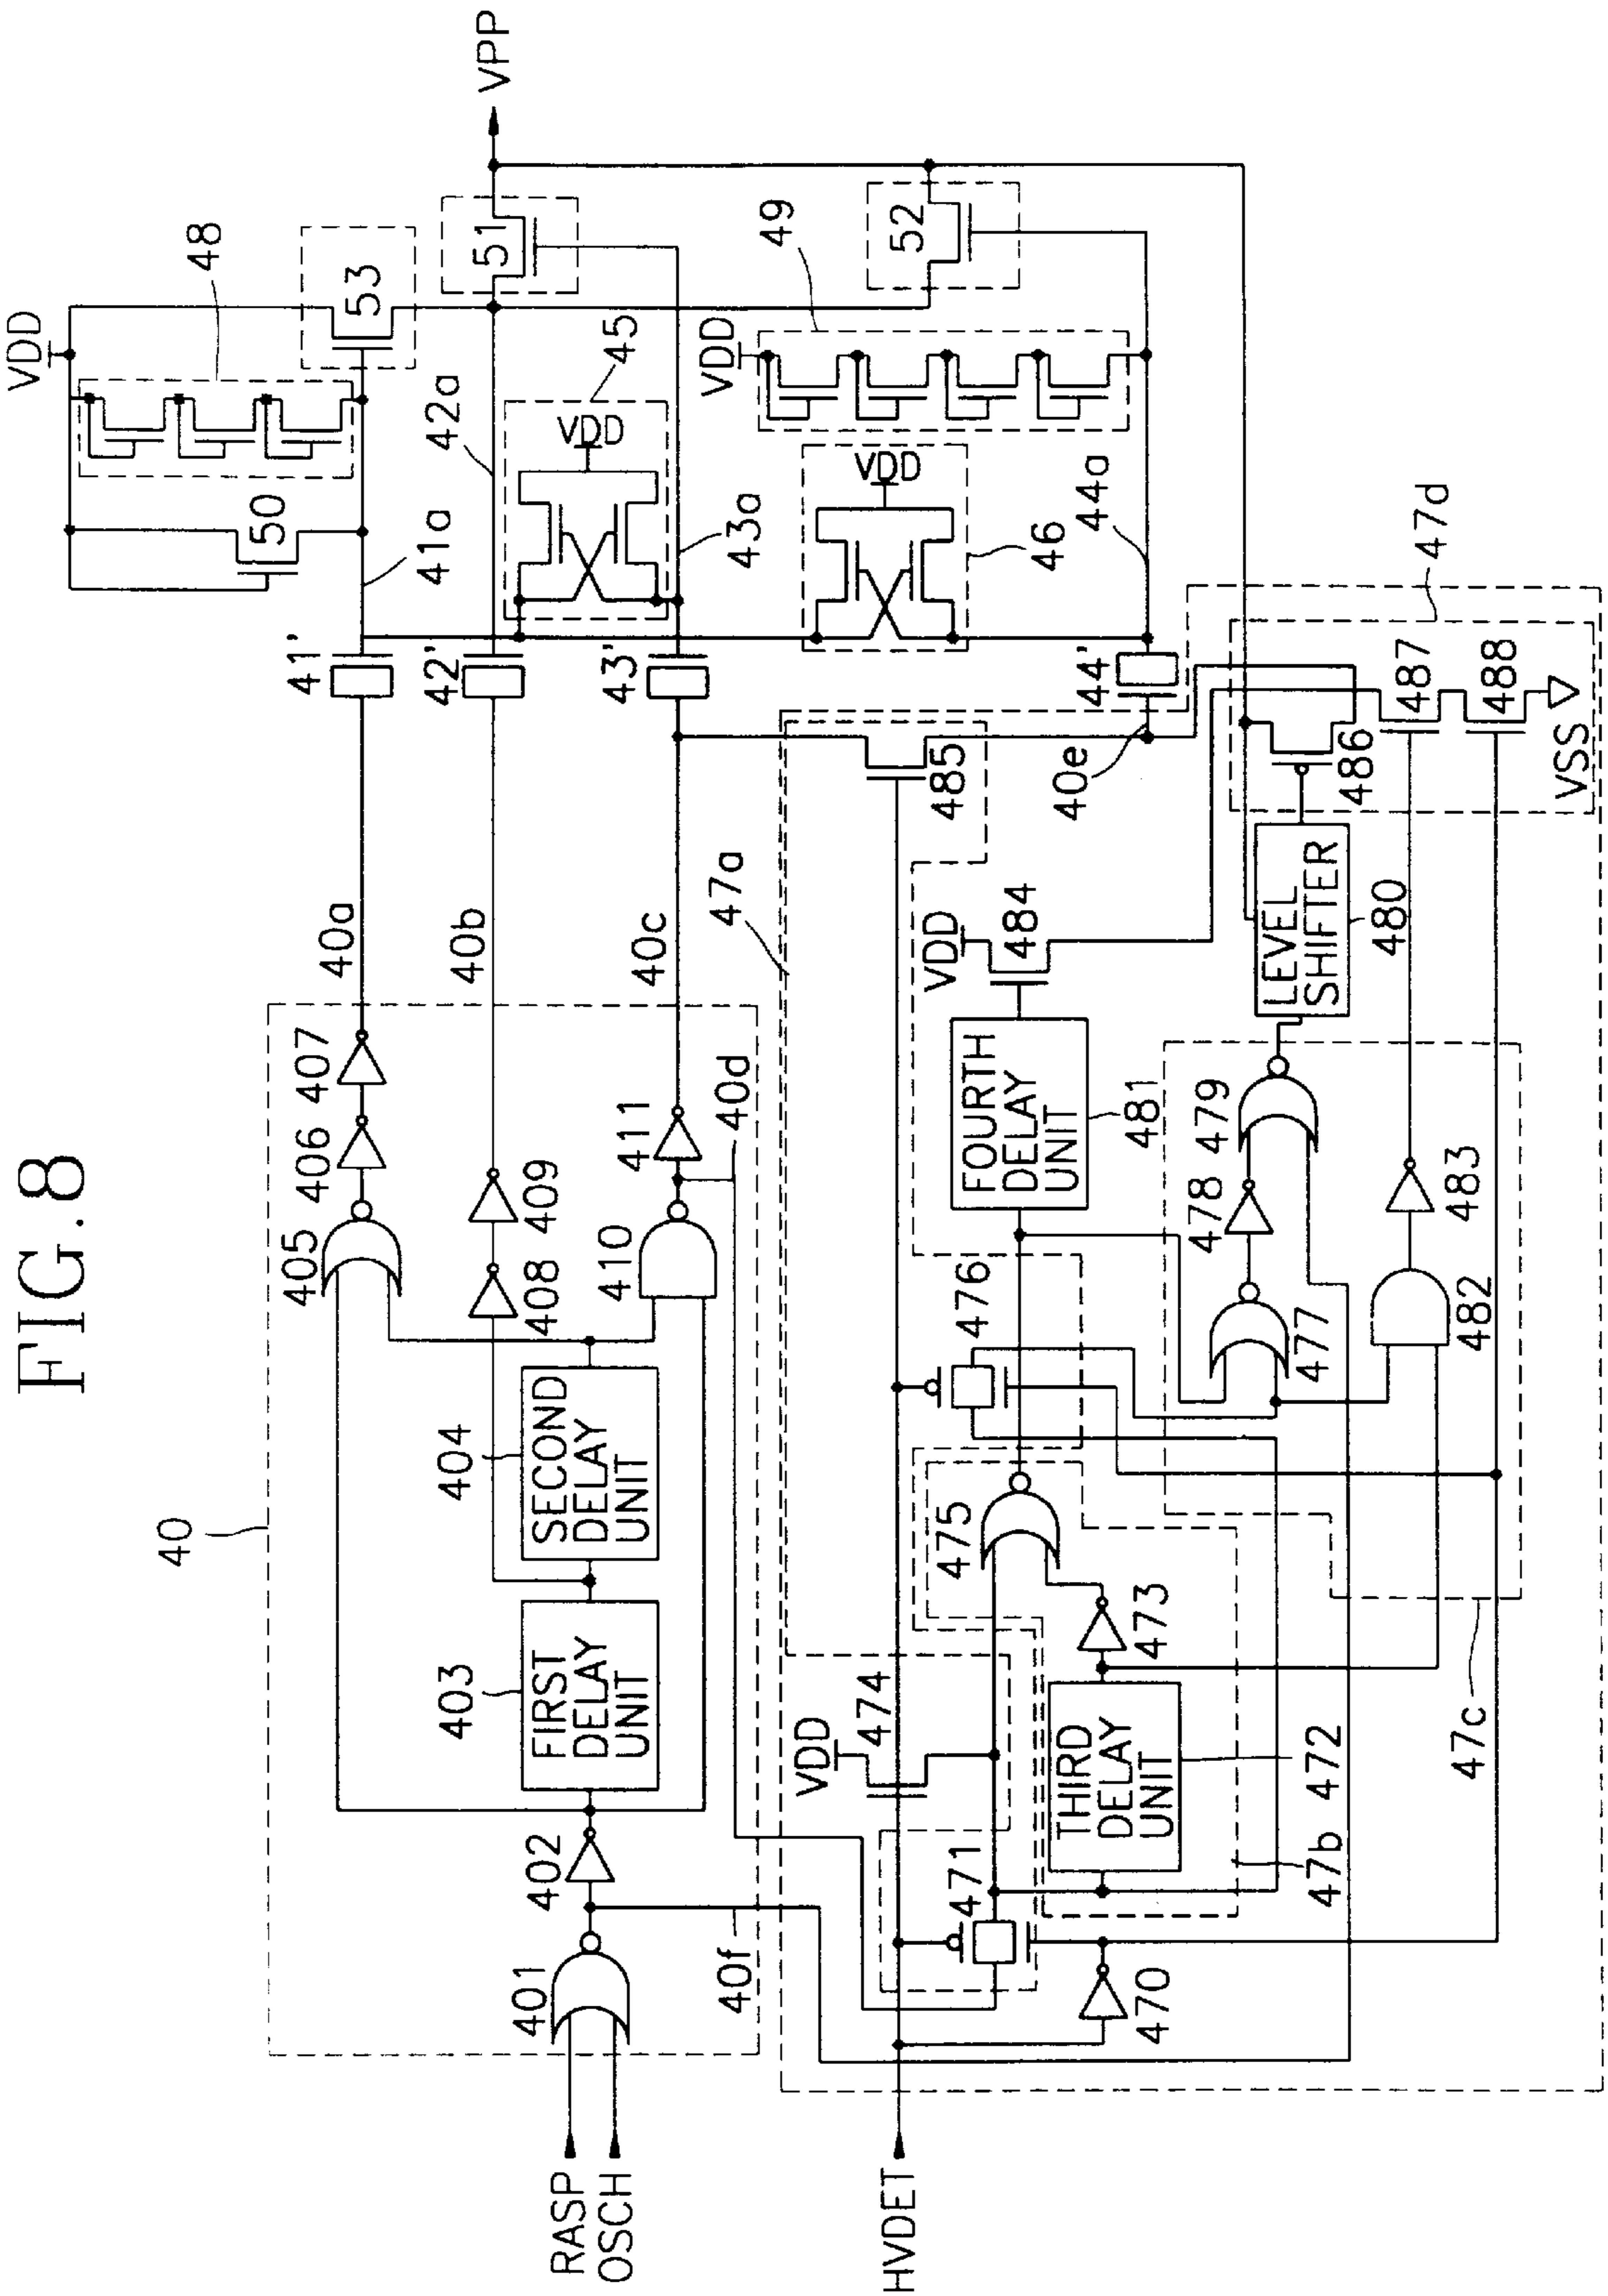 FIG.8
VDD
48
53
50
41a
41'
VPP
51
42a
42'
45
VDD
43a
43'
49
52
VDD
VDD
46
44a
44'
47d
40
40a
40b
40c
40d
40f
401
402
403
FIRST
DELAY
UNIT
404
SECOND
DELAY
UNIT
405
406
407
408
409
410
411
RASP
OSCH
HVDET
47a
40e
485
VDD
484
FOURTH
DELAY
UNIT
481
476
475
VDD
474
471
470
473
THIRD
DELAY
UNIT
472
47b
47c
477
478
479
482
483
LEVEL
SHIFTER
480
486
487
488
VSS